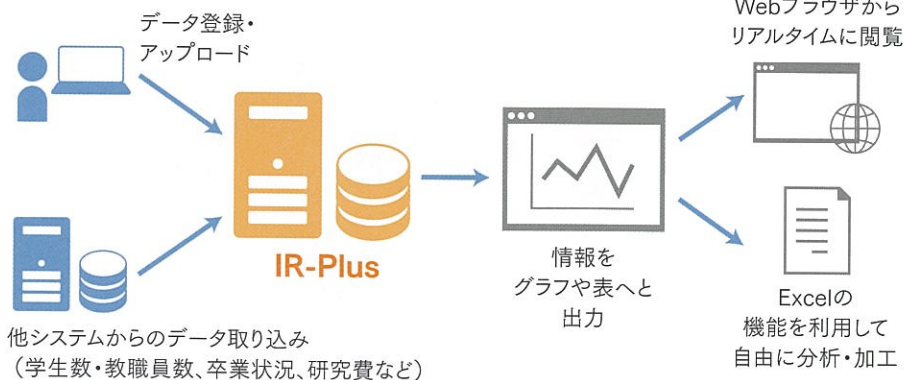 データ登録・
アップロード
他システムからのデータ取り込み
（学生数・教職員数、卒業状況、研究費など）
IR-Plus
情報を
グラフや表へと
出力
Webブラウザから
リアルタイムに閲覧
Excelの
機能を利用して
自由に分析・加工